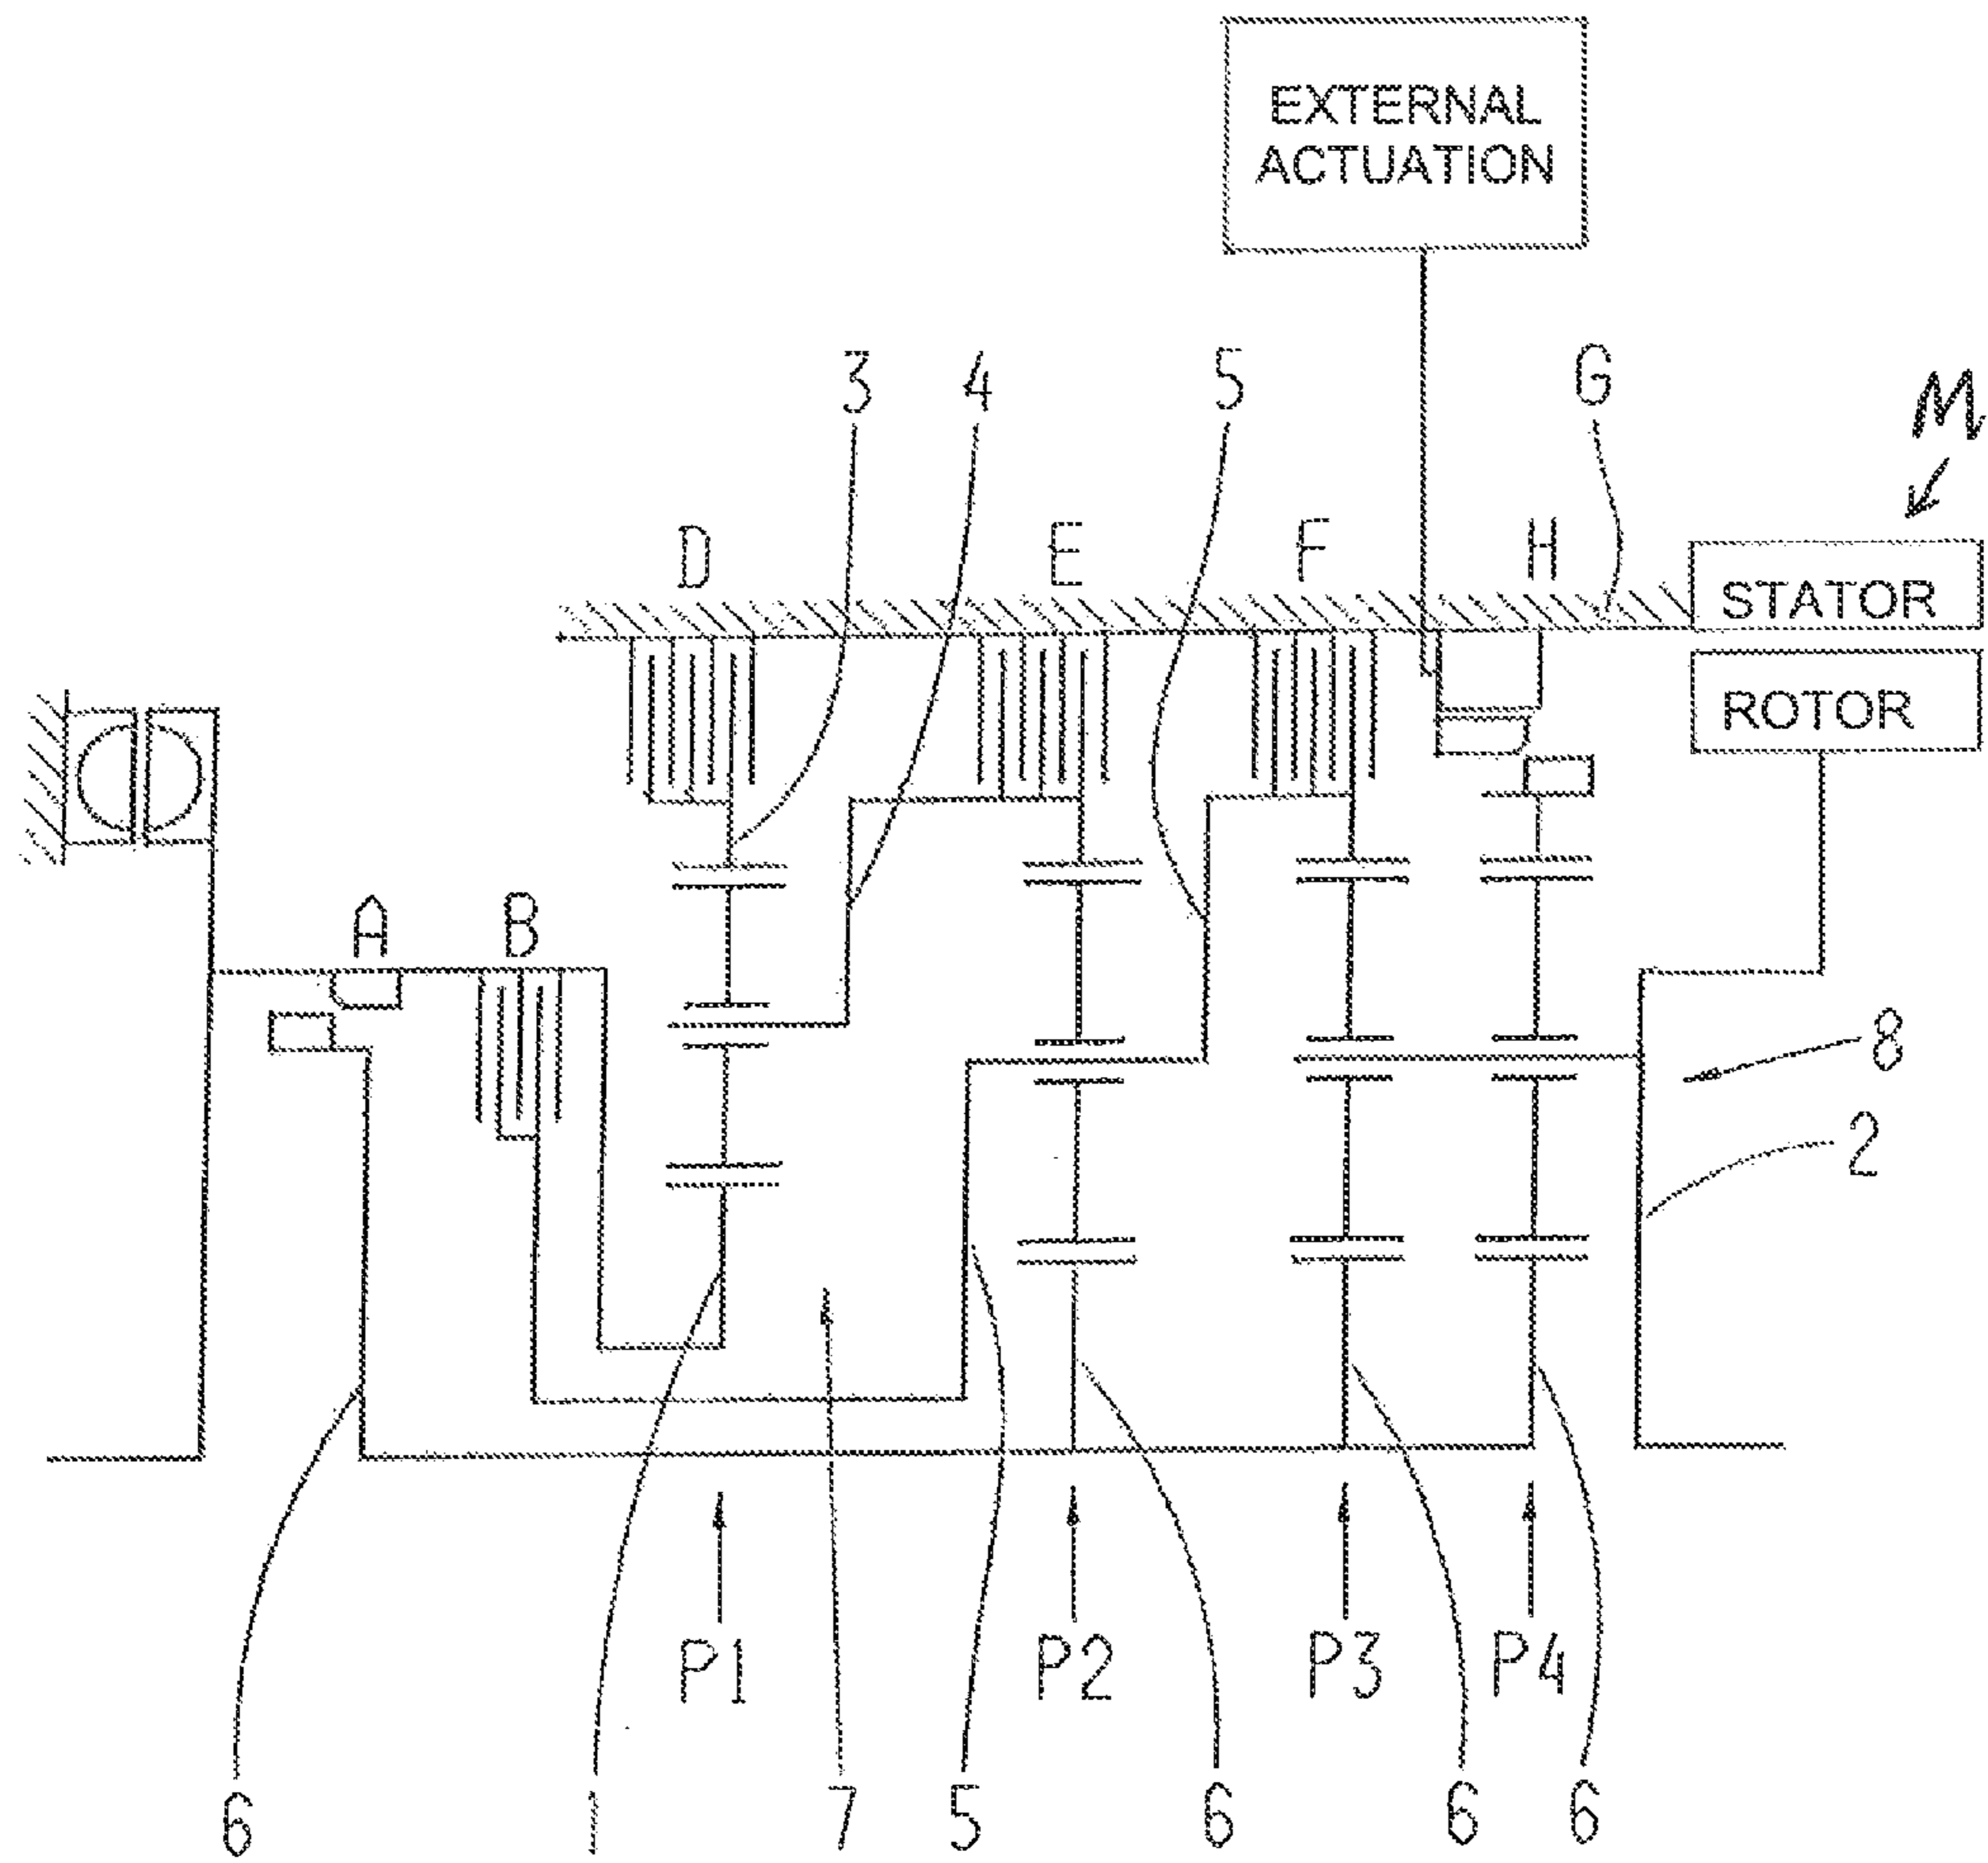 EXTERNAL
ACTUATION
3 4 5 G M
D E F H
STATOR
ROTOR
A B
8
2
P1 P2 P3 P4
6 1 7 5 6 6 6